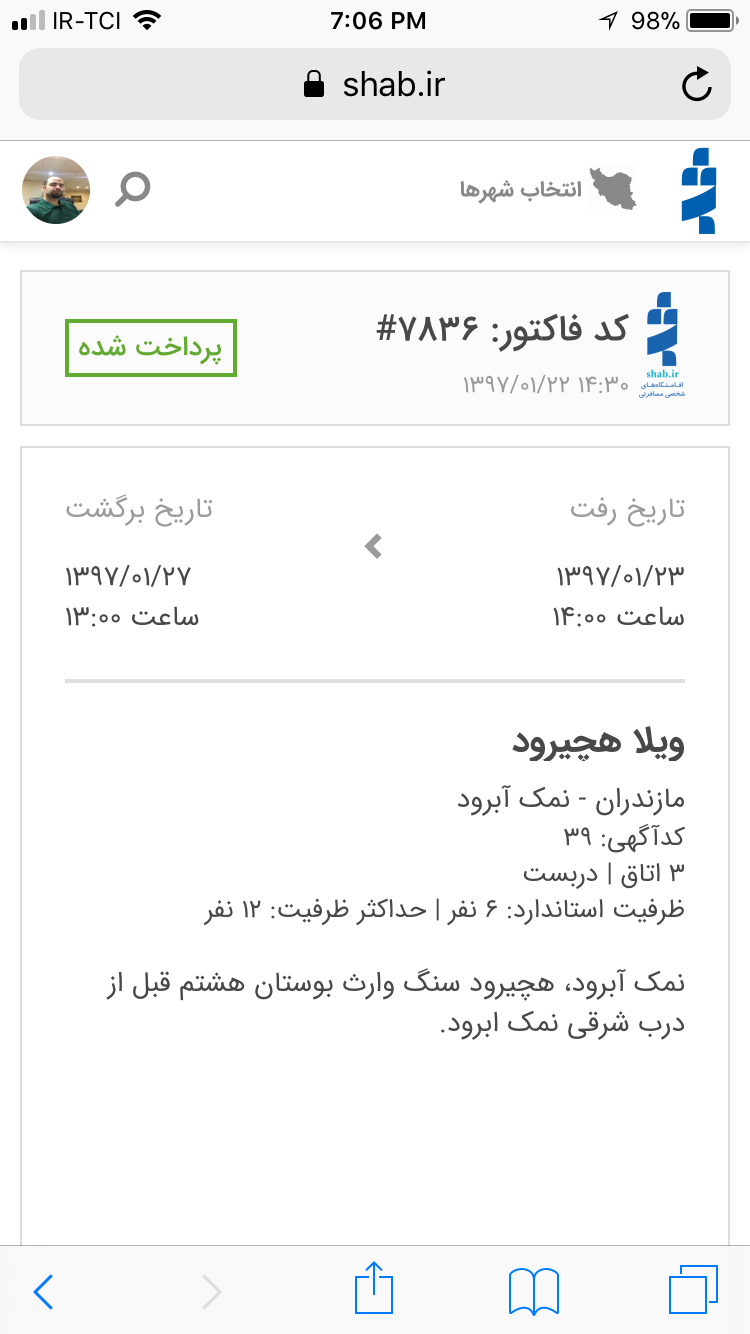 IR-TCI 7:06 PM 98%
shab.ir
انتخاب شهرها
کد فاکتور: ۷۸۳۶#
۱۳۹۷/۰۱/۲۲ ۱۴:۳۰
پرداخت شده
shab.ir
اقامتگاه‌های
شخصی مسافرتی
تاریخ رفت
تاریخ برگشت
۱۳۹۷/۰۱/۲۳
۱۳۹۷/۰۱/۲۷
ساعت ۱۴:۰۰
ساعت ۱۳:۰۰
ویلا هچیرود
مازندران - نمک آبرود
کدآگهی: ۳۹
۳ اتاق | دربست
ظرفیت استاندارد: ۶ نفر | حداکثر ظرفیت: ۱۲ نفر
نمک آبرود، هچیرود سنگ وارث بوستان هشتم قبل از
درب شرقی نمک ابرود.